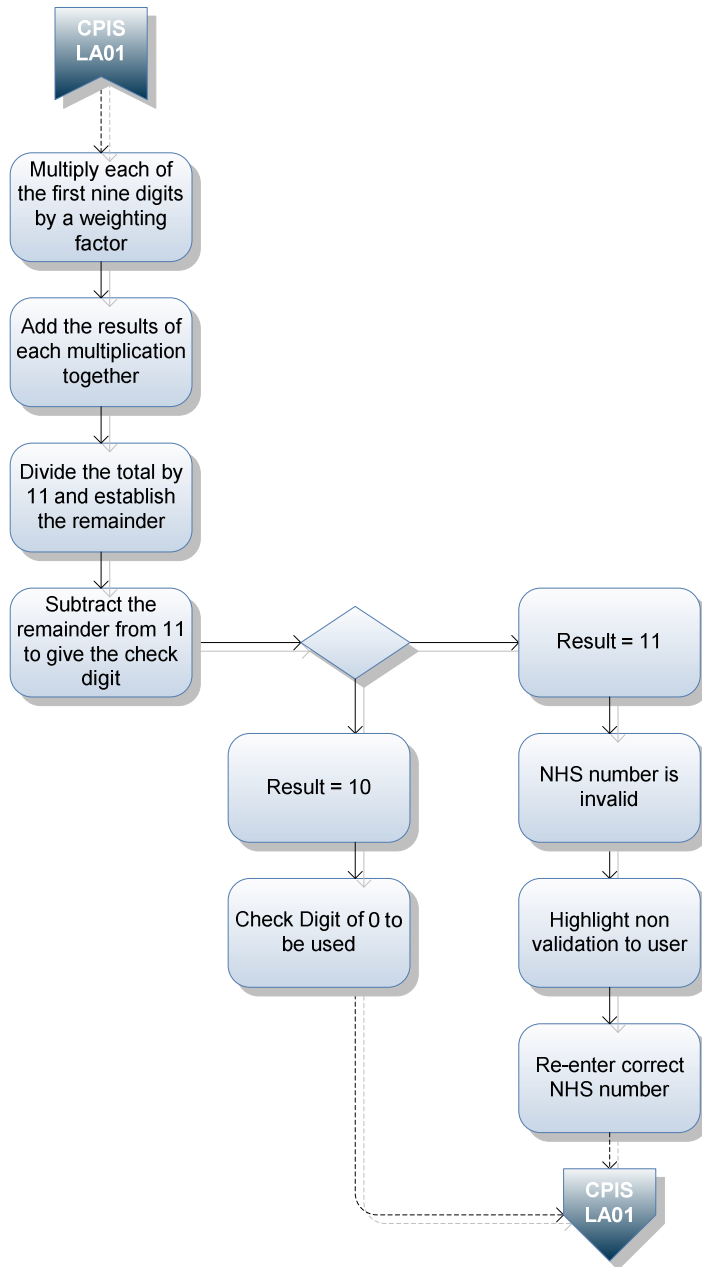 CPIS
LA01
Multiply each of
the first nine digits
by a weighting
factor
Add the results of
each multiplication
together
Divide the total by
11 and establish
the remainder
Subtract the
remainder from 11
to give the check
digit
Result = 11
Result = 10
NHS number is
invalid
Check Digit of 0 to
be used
Highlight non
validation to user
Re-enter correct
NHS number
CPIS
LA01